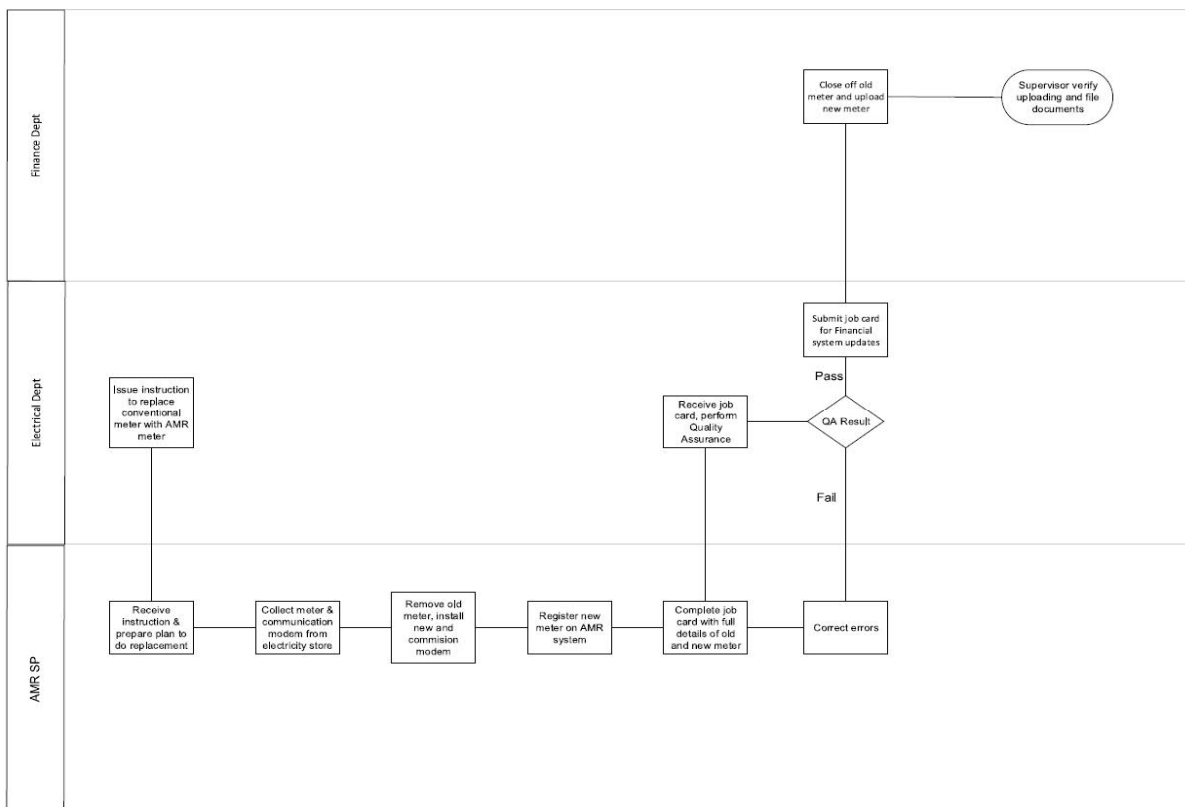 Finance Dept
Close off old
meter and upload
new meter
Supervisor verify
uploading and file
documents
Electrical Dept
Issue instruction
to replace
conventional
meter with AMR
meter
Receive job
card, perform
Quality
Assurance
Submit job card
for Financial
system updates
Pass
QA Result
Fail
AMR SP
Receive
instruction &
prepare plan to
do replacement
Collect meter &
communication
modem from
electricity store
Remove old
meter, install
new and
commision
modem
Register new
meter on AMR
system
Complete job
card with full
details of old
and new meter
Correct errors